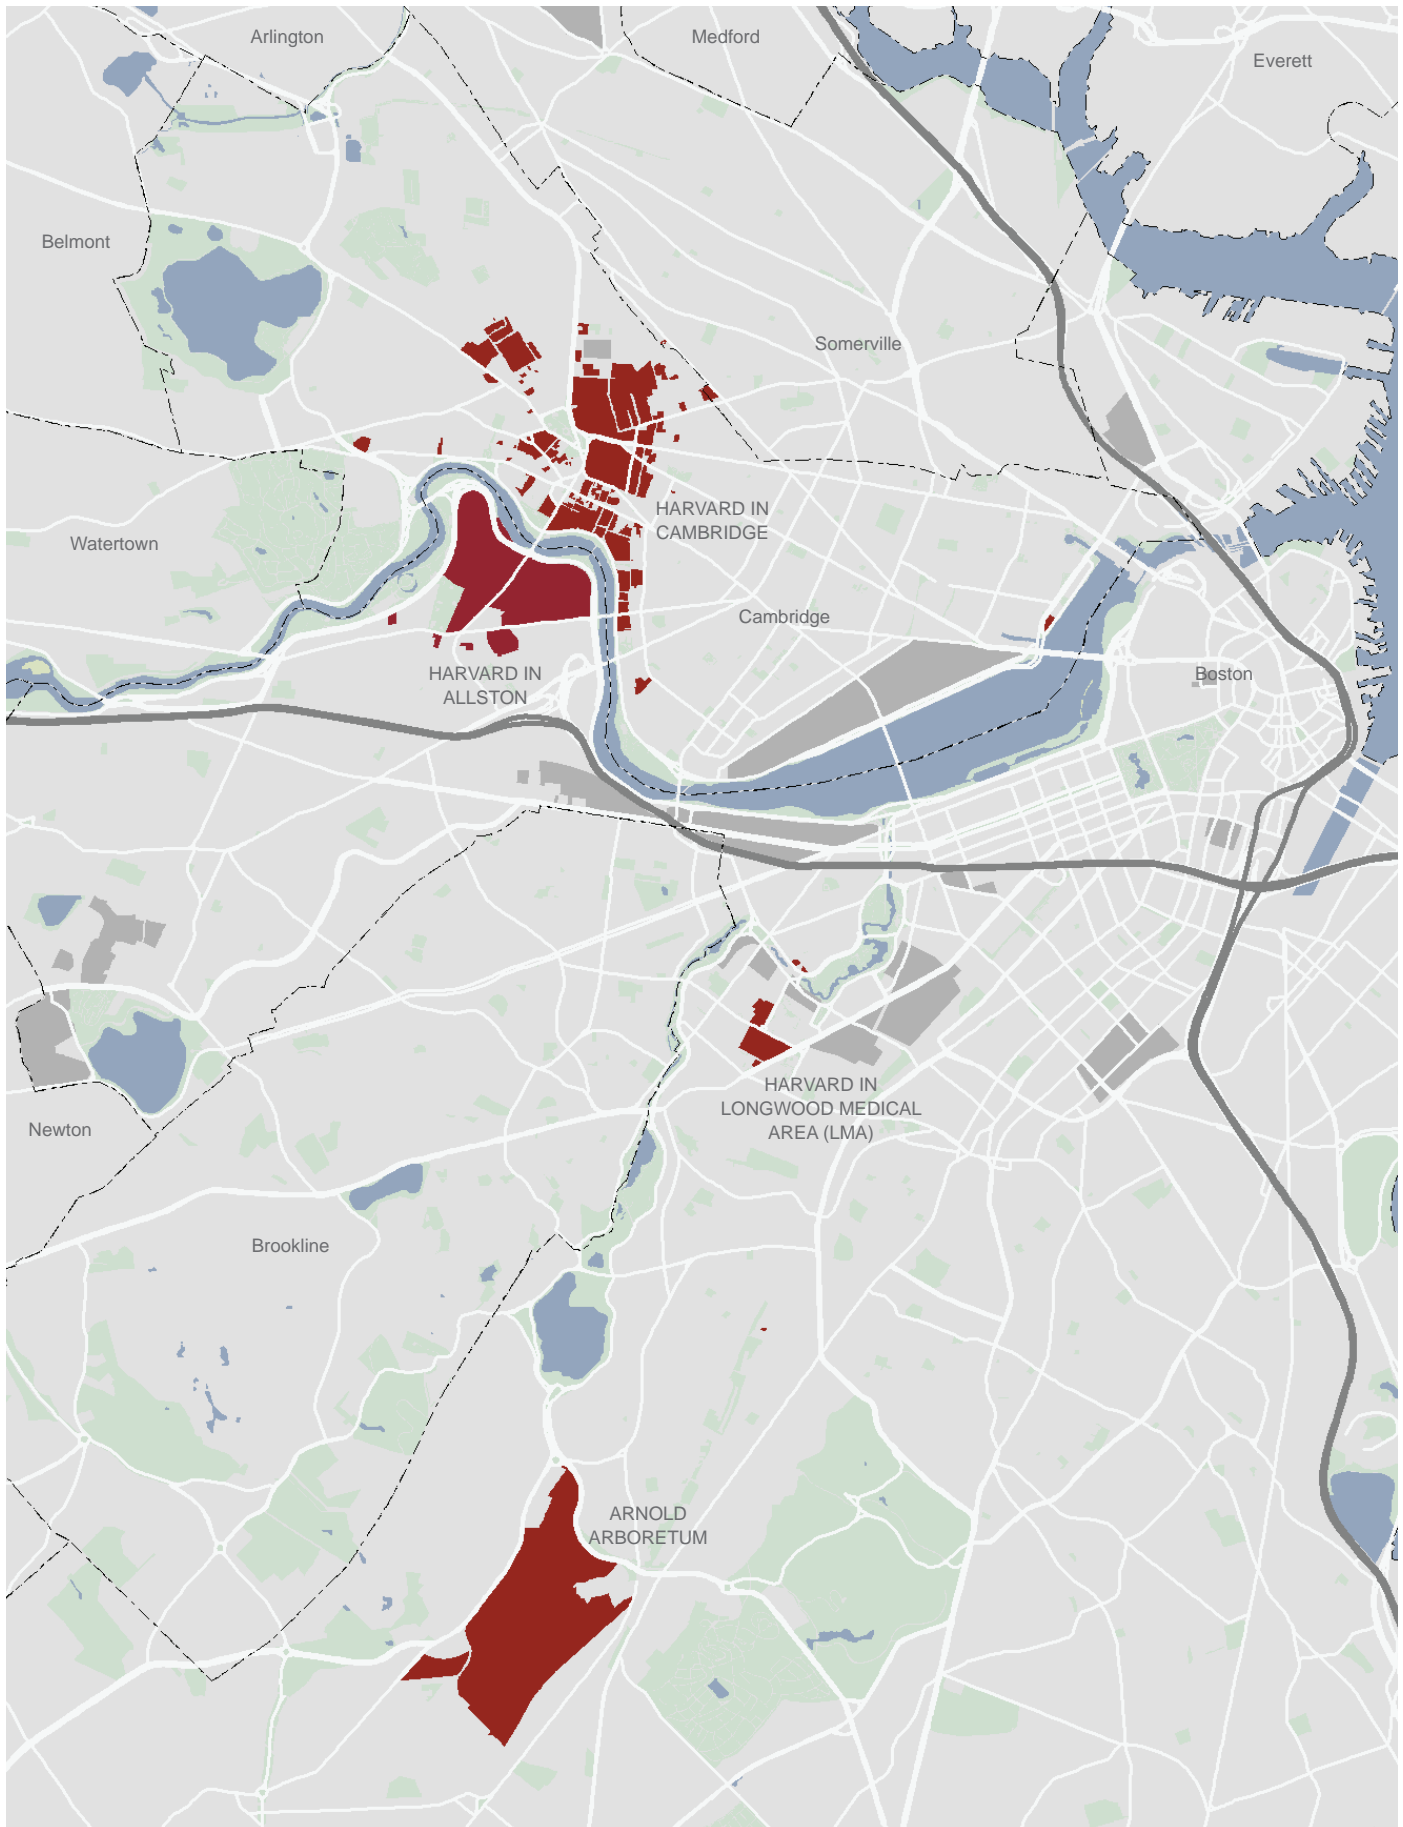 Arlington
Medford
Everett
Belmont
Somerville
HARVARD IN
CAMBRIDGE
Watertown
Cambridge
HARVARD IN
ALLSTON
Boston
HARVARD IN
LONGWOOD MEDICAL
AREA (LMA)
Newton
Brookline
ARNOLD
ARBORETUM